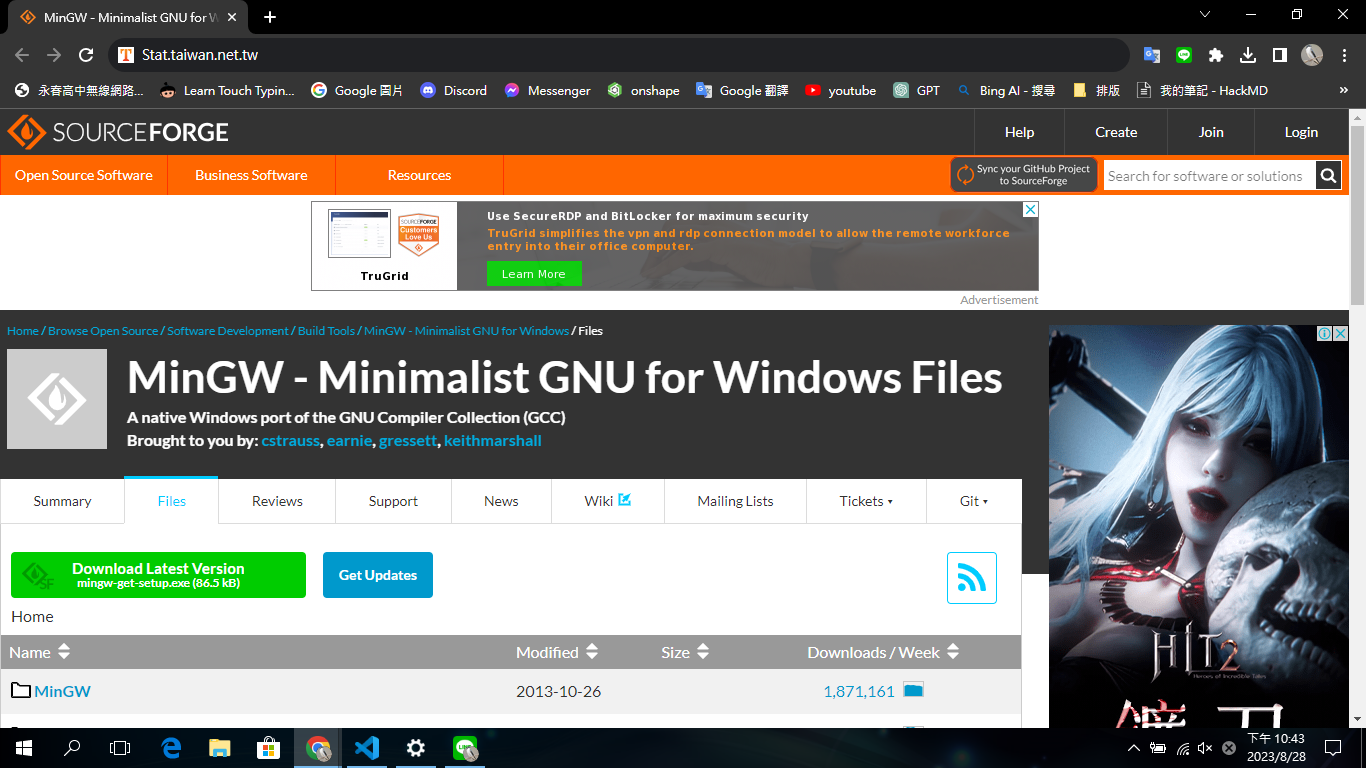 MinGW - Minimalist GNU for W
Stat.taiwan.net.tw
永春高中無線網路...
Learn Touch Typin...
Google 圖片
Discord
Messenger
onshape
Google 翻譯
youtube
GPT
Bing AI - 搜尋
排版
我的筆記 - HackMD
»
SOURCEFORGE
Help
Create
Join
Login
Open Source Software
Business Software
Resources
Sync your GitHub Project
to SourceForge
Search for software or solutions
SOURCEFORGE
Customers
Love Us
TruGrid
Use SecureRDP and BitLocker for maximum security
TruGrid simplifies the vpn and rdp connection model to allow the remote workforce
entry into their office computer.
Learn More
Advertisement
Home / Browse Open Source / Software Development / Build Tools / MinGW - Minimalist GNU for Windows / Files
MinGW - Minimalist GNU for Windows Files
A native Windows port of the GNU Compiler Collection (GCC)
Brought to you by: cstrauss, earnie, gressett, keithmarshall
Summary
Files
Reviews
Support
News
Wiki
Mailing Lists
Tickets
Git
SF
Download Latest Version
mingw-get-setup.exe (86.5 kB)
Get Updates
Home
Name
Modified
Size
Downloads / Week
MinGW
2013-10-26
1,871,161
HIT2
Heroes of Incredible Tales
下午 10:43
2023/8/28